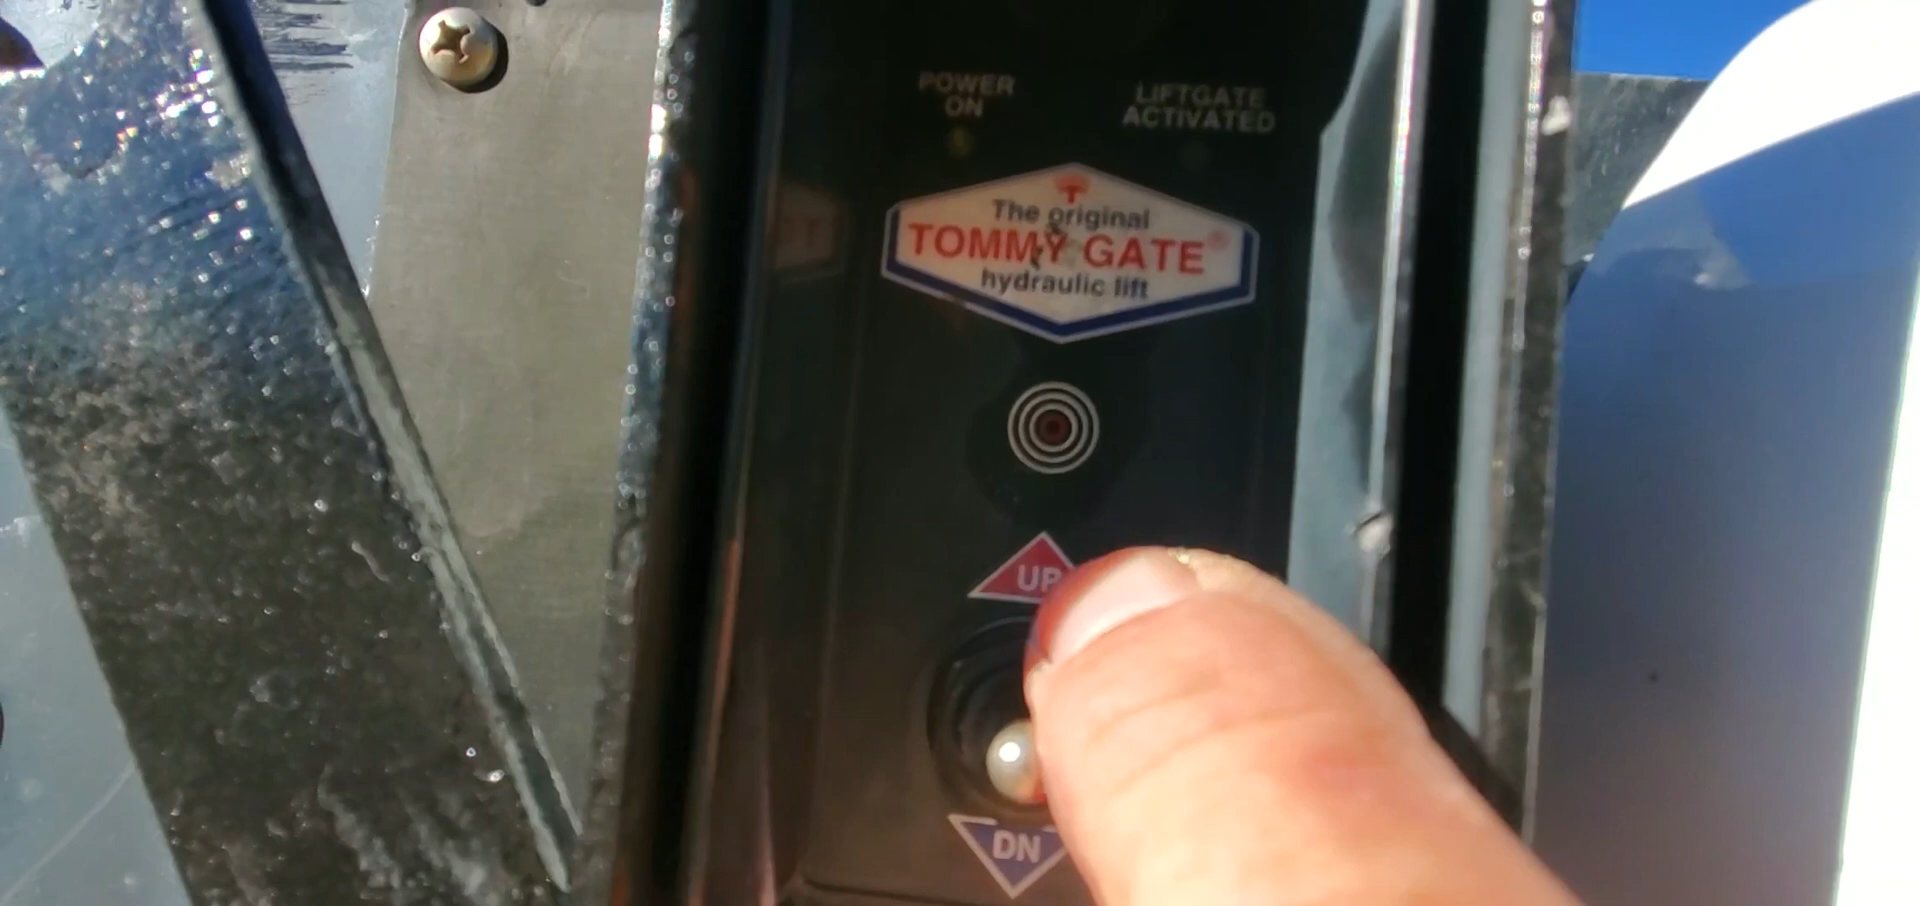 POWER
ON
LIFTGATE
ACTIVATED
The original
TOMMY GATE®
hydraulic lift
UP
DN